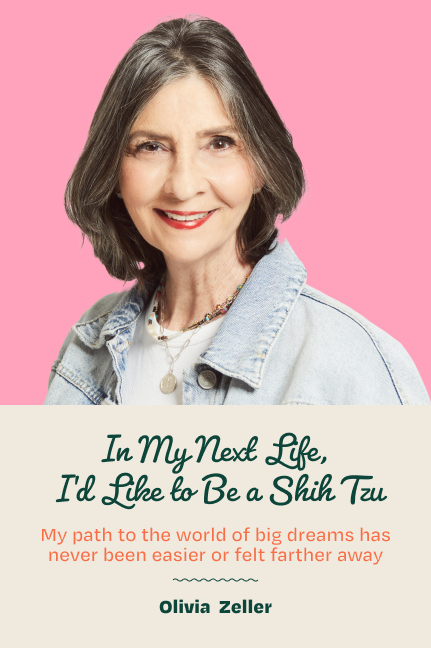 In My Next Life,
I'd Like to Be a Shih Tzu
My path to the world of big dreams has
never been easier or felt farther away
Olivia Zeller